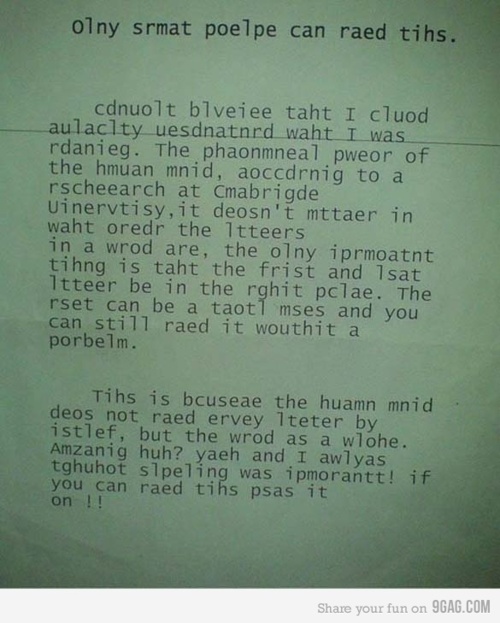 Olny srmat poelpe can raed tihs.
cdnuolt blveiee taht I cluod
aulaclty uesdnatnrd waht I was
rdanieg. The phaonmneal pweor of
the hmuan mnid, aoccdrnig to a
rscheearch at Cmabrigde
Uinervtisy,it deosn't mttaer in
waht oredr the ltteers
in a wrod are, the olny iprmoatnt
tihng is taht the frist and lsat
ltteer be in the rghit pclae. The
rset can be a taotl mses and you
can still raed it wouthit a
porbelm.
Tihs is bcuseae the huamn mnid
deos not raed ervey lteter by
istlef, but the wrod as a wlohe.
Amzanig huh? yaeh and I awlyas
tghuhot slpeling was ipmorantt! if
you can raed tihs psas it
on !!
Share your fun on 9GAG.COM